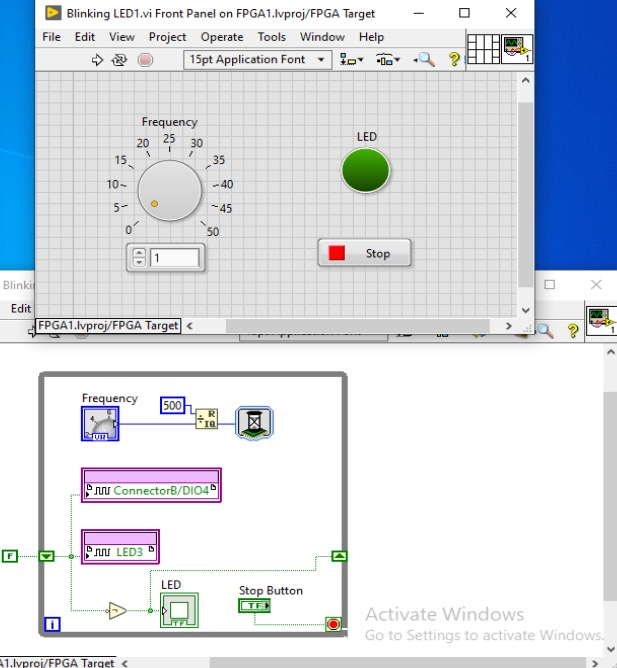 Blinking LED1.vi Front Panel on FPGA1.lvproj/FPGA Target
File Edit View Project Operate Tools Window Help
15pt Application Font
1
Frequency
0 5 10 15 20 25 30 35 40 45 50
1
LED
Stop
FPGA1.lvproj/FPGA Target
Edit
1
Frequency
500
R
IQ
ConnectorB/DIO4
LED3
F
LED
TF
Stop Button
TF
i
Activate Windows
Go to Settings to activate Windows.
A1.lvproj/FPGA Target